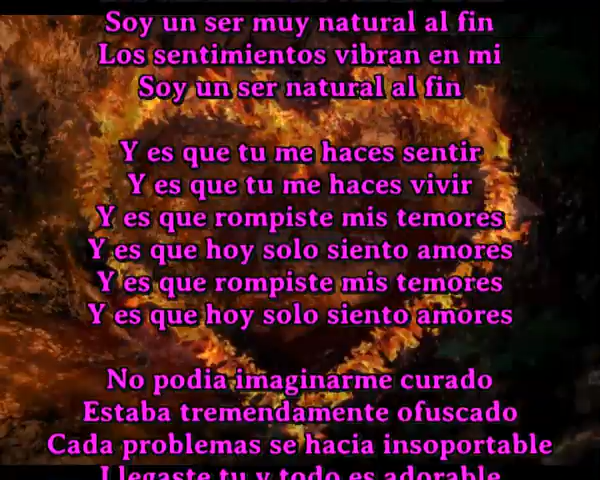 Soy un ser muy natural al fin
Los sentimientos vibran en mi
Soy un ser natural al fin
Y es que tu me haces sentir
Y es que tu me haces vivir
Y es que rompiste mis temores
Y es que hoy solo siento amores
Y es que rompiste mis temores
Y es que hoy solo siento amores
No podia imaginarme curado
Estaba tremendamente ofuscado
Cada problemas se hacia insoportable
Llegaste tu y todo es adorable